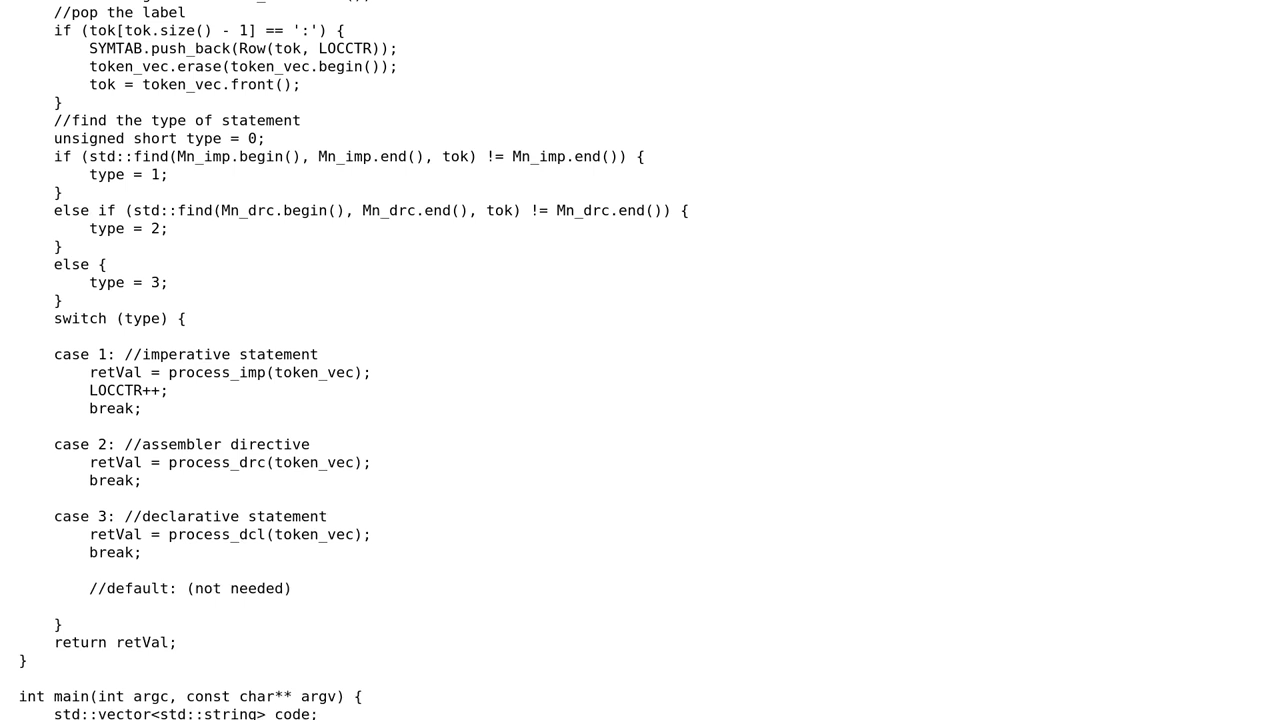 //pop the label
if (tok[tok.size() - 1] == ':') {
SYMTAB.push_back(Row(tok, LOCCTR));
token_vec.erase(token_vec.begin());
tok = token_vec.front();
}
//find the type of statement
unsigned short type = 0;
if (std::find(Mn_imp.begin(), Mn_imp.end(), tok) != Mn_imp.end()) {
type = 1;
}
else if (std::find(Mn_drc.begin(), Mn_drc.end(), tok) != Mn_drc.end()) {
type = 2;
}
else {
type = 3;
}
switch (type) {
case 1: //imperative statement
retVal = process_imp(token_vec);
LOCCTR++;
break;
case 2: //assembler directive
retVal = process_drc(token_vec);
break;
case 3: //declarative statement
retVal = process_dcl(token_vec);
break;
//default: (not needed)
}
return retVal;
}
int main(int argc, const char** argv) {
std::vector<std::string> code;